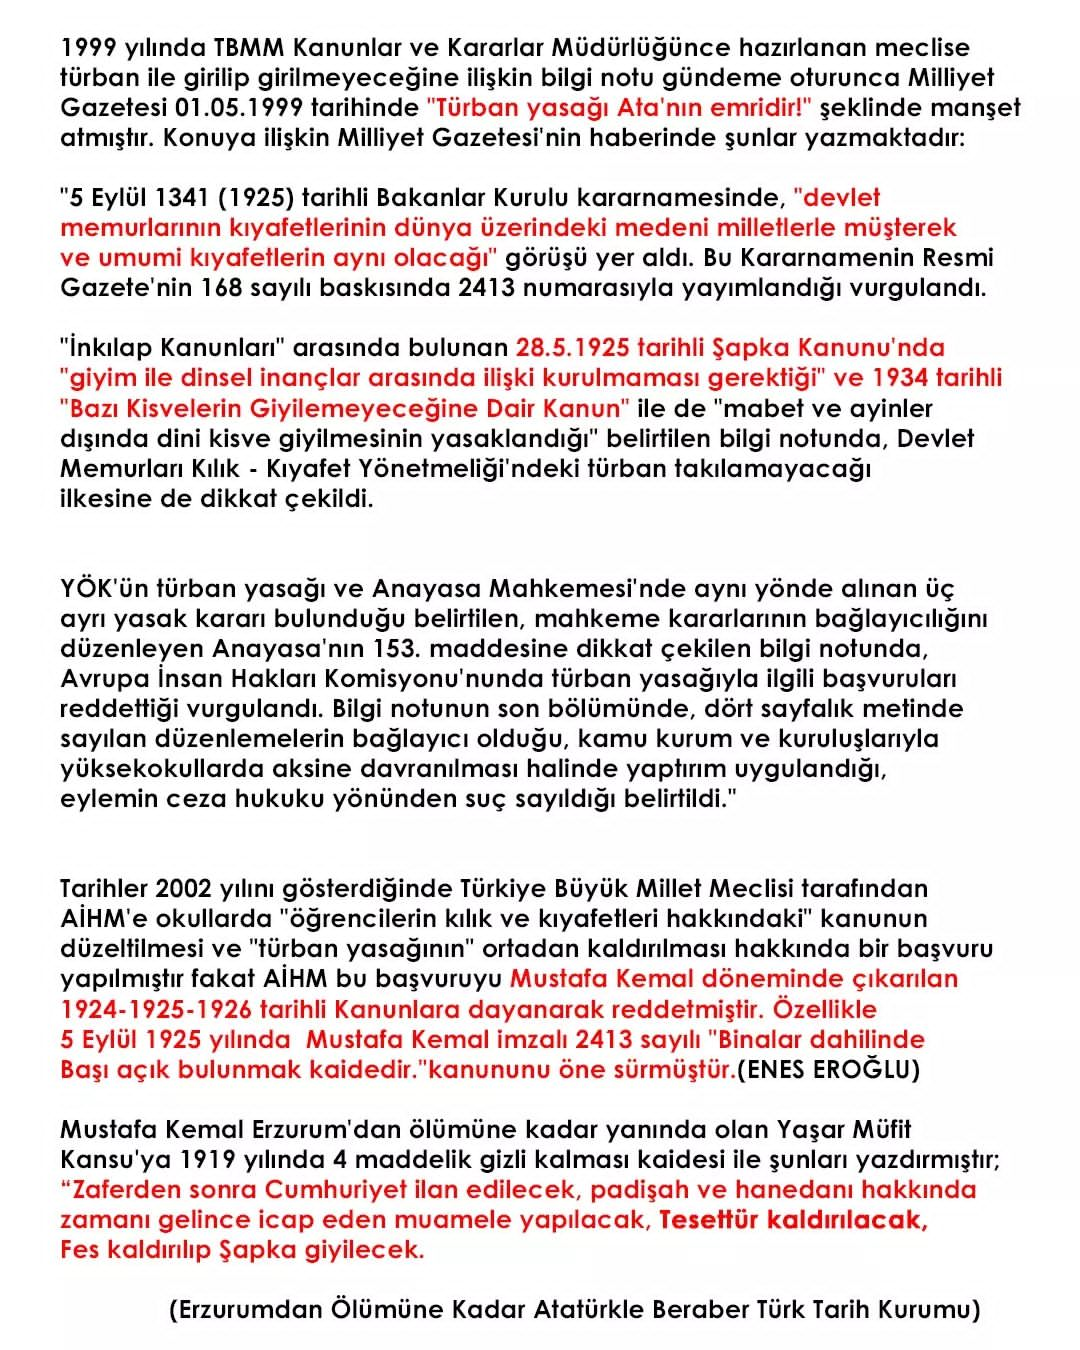 1999 yılında TBMM Kanunlar ve Kararlar Müdürlüğünce hazırlanan meclise
türban ile girilip girilmeyeceğine ilişkin bilgi notu gündeme oturunca Milliyet
Gazetesi 01.05.1999 tarihinde "Türban yasağı Ata'nın emridir!" şeklinde manşet
atmıştır. Konuya ilişkin Milliyet Gazetesi'nin haberinde şunlar yazmaktadır:
"5 Eylül 1341 (1925) tarihli Bakanlar Kurulu kararnamesinde, "devlet
memurlarının kıyafetlerinin dünya üzerindeki medeni milletlerle müşterek
ve umumi kıyafetlerin aynı olacağı" görüşü yer aldı. Bu Kararnamenin Resmi
Gazete'nin 168 sayılı baskısında 2413 numarasıyla yayımlandığı vurgulandı.
"İnkılap Kanunları" arasında bulunan 28.5.1925 tarihli Şapka Kanunu'nda
"giyim ile dinsel inançlar arasında ilişki kurulmaması gerektiği" ve 1934 tarihli
"Bazı Kisvelerin Giyilemeyeceğine Dair Kanun" ile de "mabet ve ayinler
dışında dini kisve giyilmesinin yasaklandığı" belirtilen bilgi notunda, Devlet
Memurları Kılık - Kıyafet Yönetmeliği'ndeki türban takılamayacağı
ilkesine de dikkat çekildi.
YÖK'ün türban yasağı ve Anayasa Mahkemesi'nde aynı yönde alınan üç
ayrı yasak kararı bulunduğu belirtilen, mahkeme kararlarının bağlayıcılığını
düzenleyen Anayasa'nın 153. maddesine dikkat çekilen bilgi notunda,
Avrupa İnsan Hakları Komisyonu'nunda türban yasağıyla ilgili başvuruları
reddettiği vurgulandı. Bilgi notunun son bölümünde, dört sayfalık metinde
sayılan düzenlemelerin bağlayıcı olduğu, kamu kurum ve kuruluşlarıyla
yüksekokullarda aksine davranılması halinde yaptırım uygulandığı,
eylemin ceza hukuku yönünden suç sayıldığı belirtildi."
Tarihler 2002 yılını gösterdiğinde Türkiye Büyük Millet Meclisi tarafından
AİHM'e okullarda "öğrencilerin kılık ve kıyafetleri hakkındaki" kanunun
düzeltilmesi ve "türban yasağının" ortadan kaldırılması hakkında bir başvuru
yapılmıştır fakat AİHM bu başvuruyu Mustafa Kemal döneminde çıkarılan
1924-1925-1926 tarihli Kanunlara dayanarak reddetmiştir. Özellikle
5 Eylül 1925 yılında Mustafa Kemal imzalı 2413 sayılı "Binalar dahilinde
Başı açık bulunmak kaidedir."kanununu öne sürmüştür.(ENES EROĞLU)
Mustafa Kemal Erzurum'dan ölümüne kadar yanında olan Yaşar Müfit
Kansu'ya 1919 yılında 4 maddelik gizli kalması kaidesi ile şunları yazdırmıştır;
“Zaferden sonra Cumhuriyet ilan edilecek, padişah ve hanedanı hakkında
zamanı gelince icap eden muamele yapılacak, Tesettür kaldırılacak,
Fes kaldırılıp Şapka giyilecek.
(Erzurumdan Ölümüne Kadar Atatürkle Beraber Türk Tarih Kurumu)